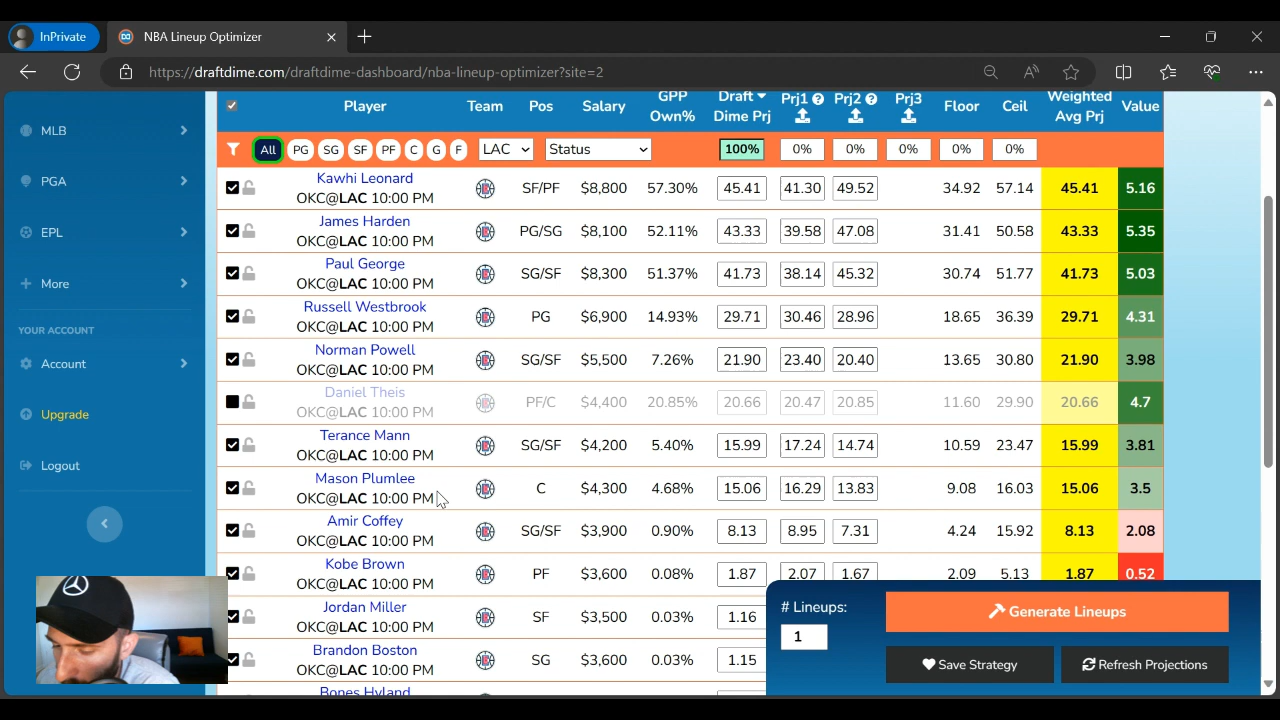 InPrivate
NBA Lineup Optimizer
https://draftdime.com/draftdime-dashboard/nba-lineup-optimizer?site=2
MLB
PGA
EPL
More
YOUR ACCOUNT
Account
Upgrade
Logout
Player Team Pos Salary GPP Own% Draft Dime Prj Prj1 Prj2 Prj3 Floor Ceil Weighted Avg Prj Value
All PG SG SF PF C G F LAC Status 100% 0% 0% 0% 0% 0%
Kawhi Leonard
OKC@LAC 10:00 PM SF/PF $8,800 57.30% 45.41 41.30 49.52 34.92 57.14 45.41 5.16
James Harden
OKC@LAC 10:00 PM PG/SG $8,100 52.11% 43.33 39.58 47.08 31.41 50.58 43.33 5.35
Paul George
OKC@LAC 10:00 PM SG/SF $8,300 51.37% 41.73 38.14 45.32 30.74 51.77 41.73 5.03
Russell Westbrook
OKC@LAC 10:00 PM PG $6,900 14.93% 29.71 30.46 28.96 18.65 36.39 29.71 4.31
Norman Powell
OKC@LAC 10:00 PM SG/SF $5,500 7.26% 21.90 23.40 20.40 13.65 30.80 21.90 3.98
Daniel Theis
OKC@LAC 10:00 PM PF/C $4,400 20.85% 20.66 20.47 20.85 11.60 29.90 20.66 4.7
Terance Mann
OKC@LAC 10:00 PM SG/SF $4,200 5.40% 15.99 17.24 14.74 10.59 23.47 15.99 3.81
Mason Plumlee
OKC@LAC 10:00 PM C $4,300 4.68% 15.06 16.29 13.83 9.08 16.03 15.06 3.5
Amir Coffey
OKC@LAC 10:00 PM SG/SF $3,900 0.90% 8.13 8.95 7.31 4.24 15.92 8.13 2.08
Kobe Brown
OKC@LAC 10:00 PM PF $3,600 0.08% 1.87 2.07 1.67 2.09 5.13 1.87 0.52
Jordan Miller
OKC@LAC 10:00 PM SF $3,500 0.03% 1.16
Brandon Boston
OKC@LAC 10:00 PM SG $3,600 0.03% 1.15
Bones Hyland
# Lineups:
1
Generate Lineups
Save Strategy
Refresh Projections